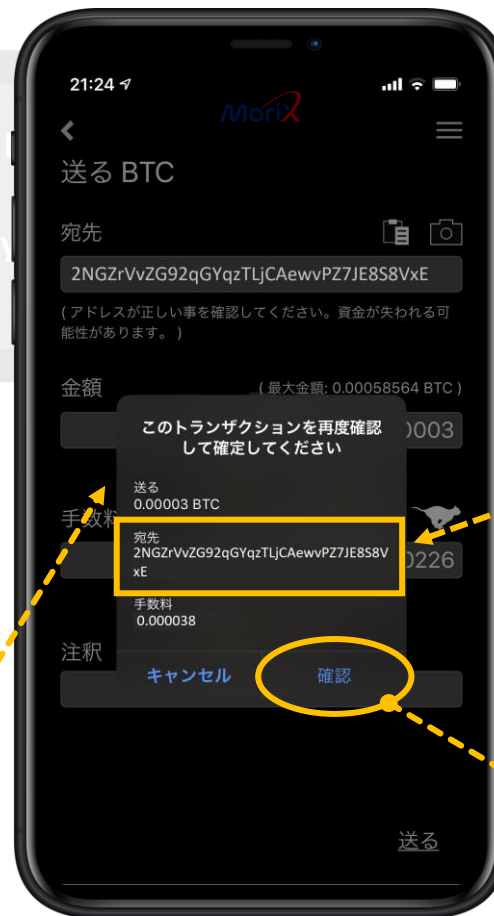 21:24
MoriX
送る BTC
宛先
2NGZrVvZG92qGYqzTLjCAewvPZ7JE8S8VxE
( アドレスが正しい事を確認してください。資金が失われる可
能性があります。 )
金額
( 最大金額: 0.00058564 BTC )
0003
このトランザクションを再度確認
して確定してください
送る
0.00003 BTC
手数料
0226
宛先
2NGZrVvZG92qGYqzTLjCAewvPZ7JE8S8V
xE
手数料
0.000038
注釈
キャンセル 確認
送る